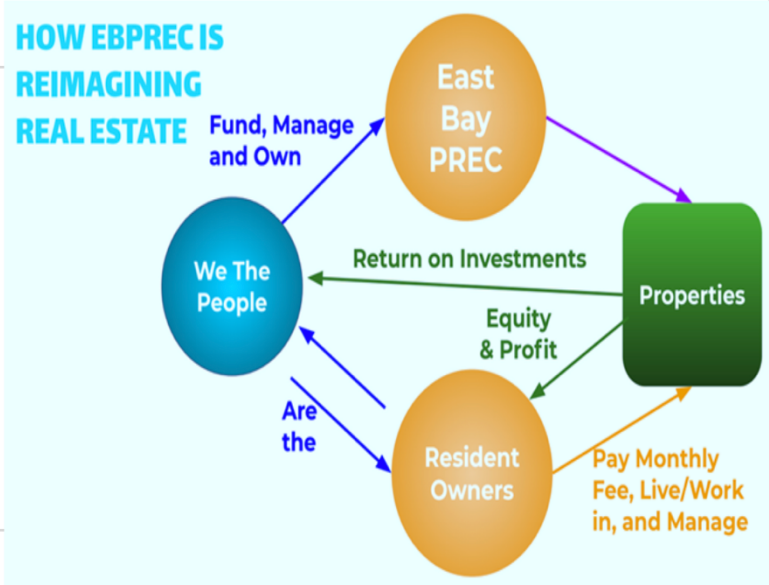 HOW EBPREC IS
REIMAGINING
REAL ESTATE
Fund, Manage
and Own
East
Bay
PREC
We The
People
Return on Investments
Properties
Equity
& Profit
Are
the
Resident
Owners
Pay Monthly
Fee, Live/Work
in, and Manage